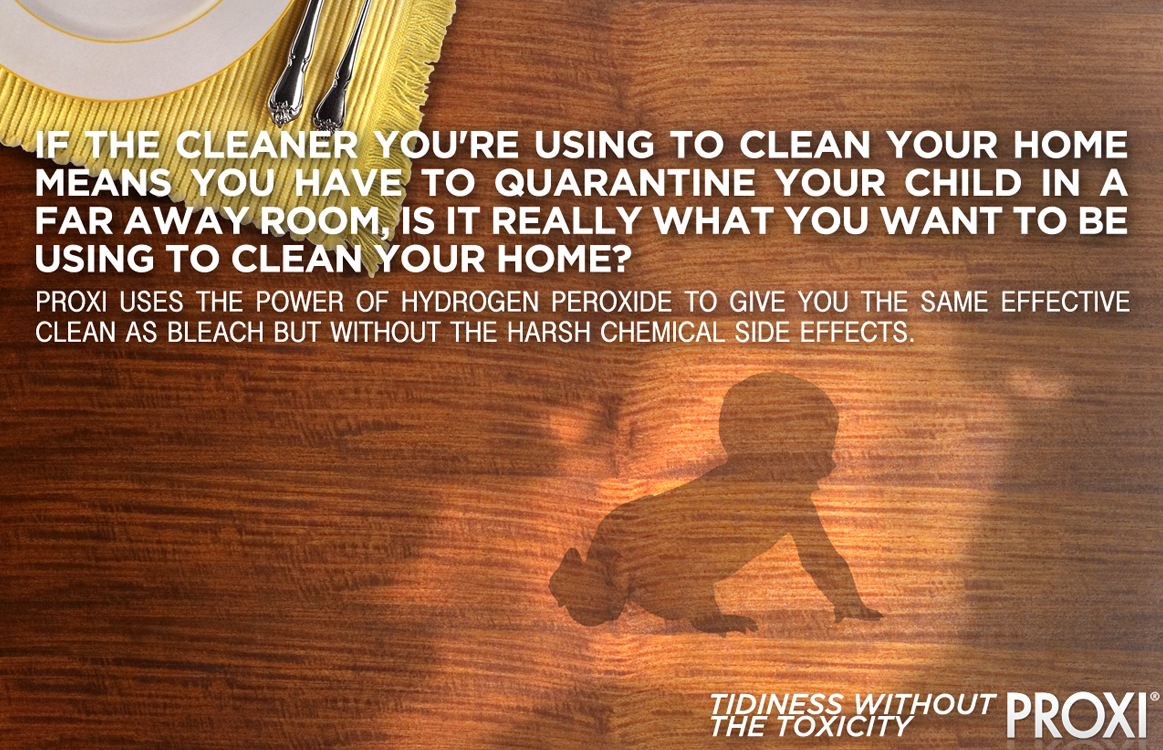 IF THE CLEANER YOU'RE USING TO CLEAN YOUR HOME
MEANS YOU HAVE TO QUARANTINE YOUR CHILD IN A
FAR AWAY ROOM, IS IT REALLY WHAT YOU WANT TO BE
USING TO CLEAN YOUR HOME?
PROXI USES THE POWER OF HYDROGEN PEROXIDE TO GIVE YOU THE SAME EFFECTIVE
CLEAN AS BLEACH BUT WITHOUT THE HARSH CHEMICAL SIDE EFFECTS.
TIDINESS WITHOUT
THE TOXICITY
PROXI®